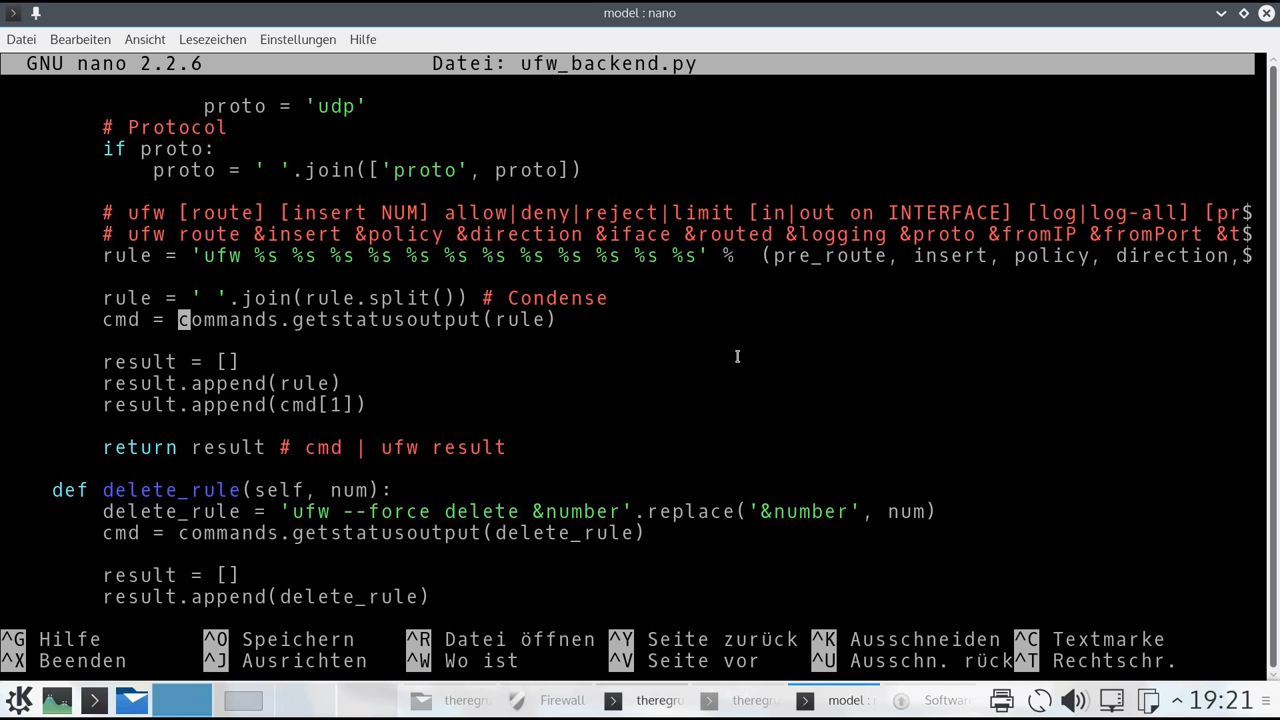 model : nano
Datei Bearbeiten Ansicht Lesezeichen Einstellungen Hilfe
GNU nano 2.2.6 Datei: ufw_backend.py
proto = 'udp'
# Protocol
if proto:
proto = ' '.join(['proto', proto])
# ufw [route] [insert NUM] allow|deny|reject|limit [in|out on INTERFACE] [log|log-all] [pr$
# ufw route &insert &policy &direction &iface &routed &logging &proto &fromIP &fromPort &t$
rule = 'ufw %s %s %s %s %s %s %s %s %s %s %s %s' % (pre_route, insert, policy, direction,$
rule = ' '.join(rule.split()) # Condense
cmd = commands.getstatusoutput(rule)
result = []
result.append(rule)
result.append(cmd[1])
return result # cmd | ufw result
def delete_rule(self, num):
delete_rule = 'ufw --force delete &number'.replace('&number', num)
cmd = commands.getstatusoutput(delete_rule)
result = []
result.append(delete_rule)
^G Hilfe ^O Speichern ^R Datei öffnen ^Y Seite zurück ^K Ausschneiden ^C Textmarke
^X Beenden ^J Ausrichten ^W Wo ist ^V Seite vor ^U Ausschn. rück ^T Rechtschr.
theregru Firewall theregru theregr model : Softwar 19:21